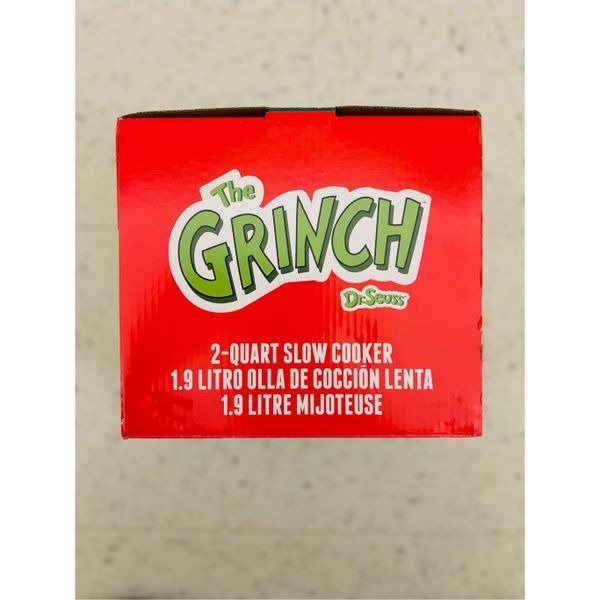 The
GRINCH
Dr. Seuss
2-QUART SLOW COOKER
1.9 LITRO OLLA DE COCCIÓN LENTA
1.9 LITRE MIJOTEUSE